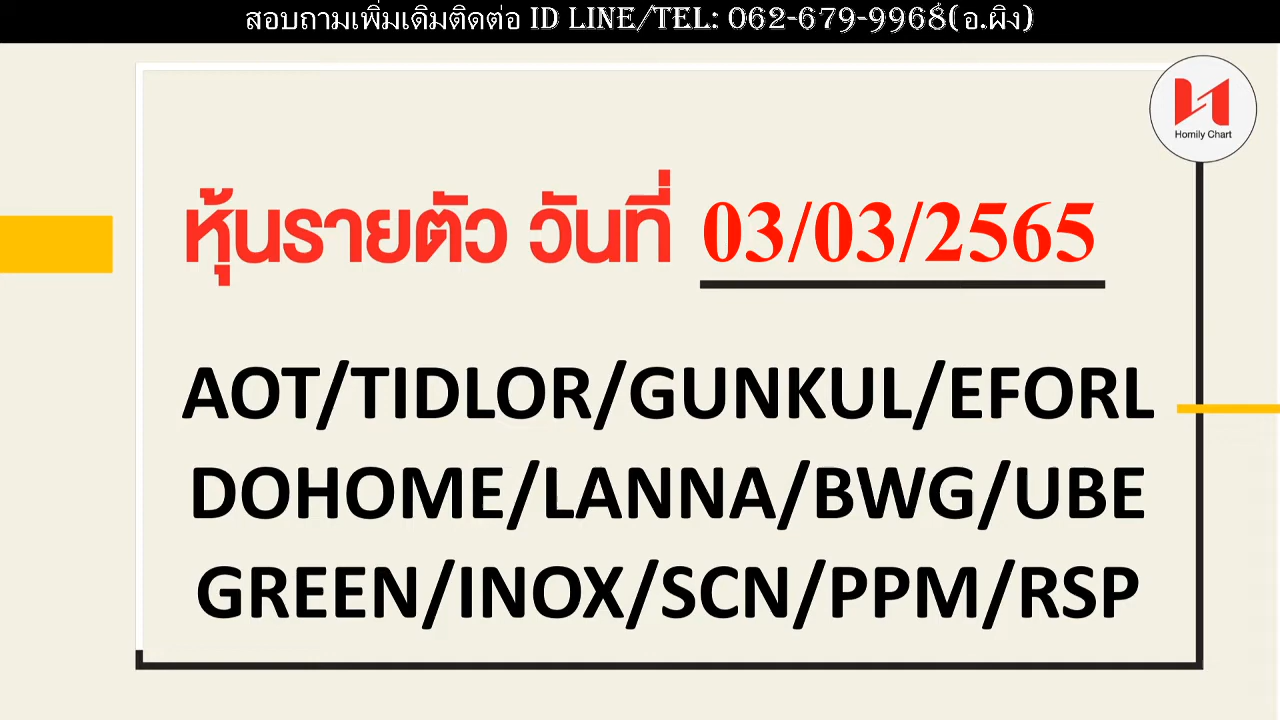 สอบถามเพิ่มเติมติดต่อ ID LINE/TEL: 062-679-9968(อ.ผิง)
Homily Chart
หุ้นรายตัว วันที่ 03/03/2565
AOT/TIDLOR/GUNKUL/EFORL
DOHOME/LANNA/BWG/UBE
GREEN/INOX/SCN/PPM/RSP